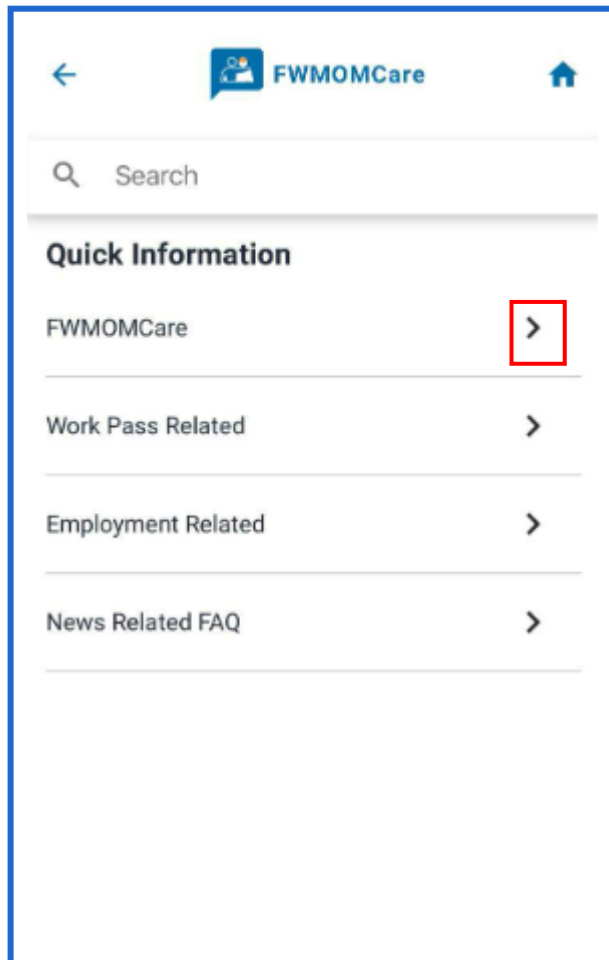 FWMOMCare
Search
Quick Information
FWMOMCare
Work Pass Related
Employment Related
News Related FAQ